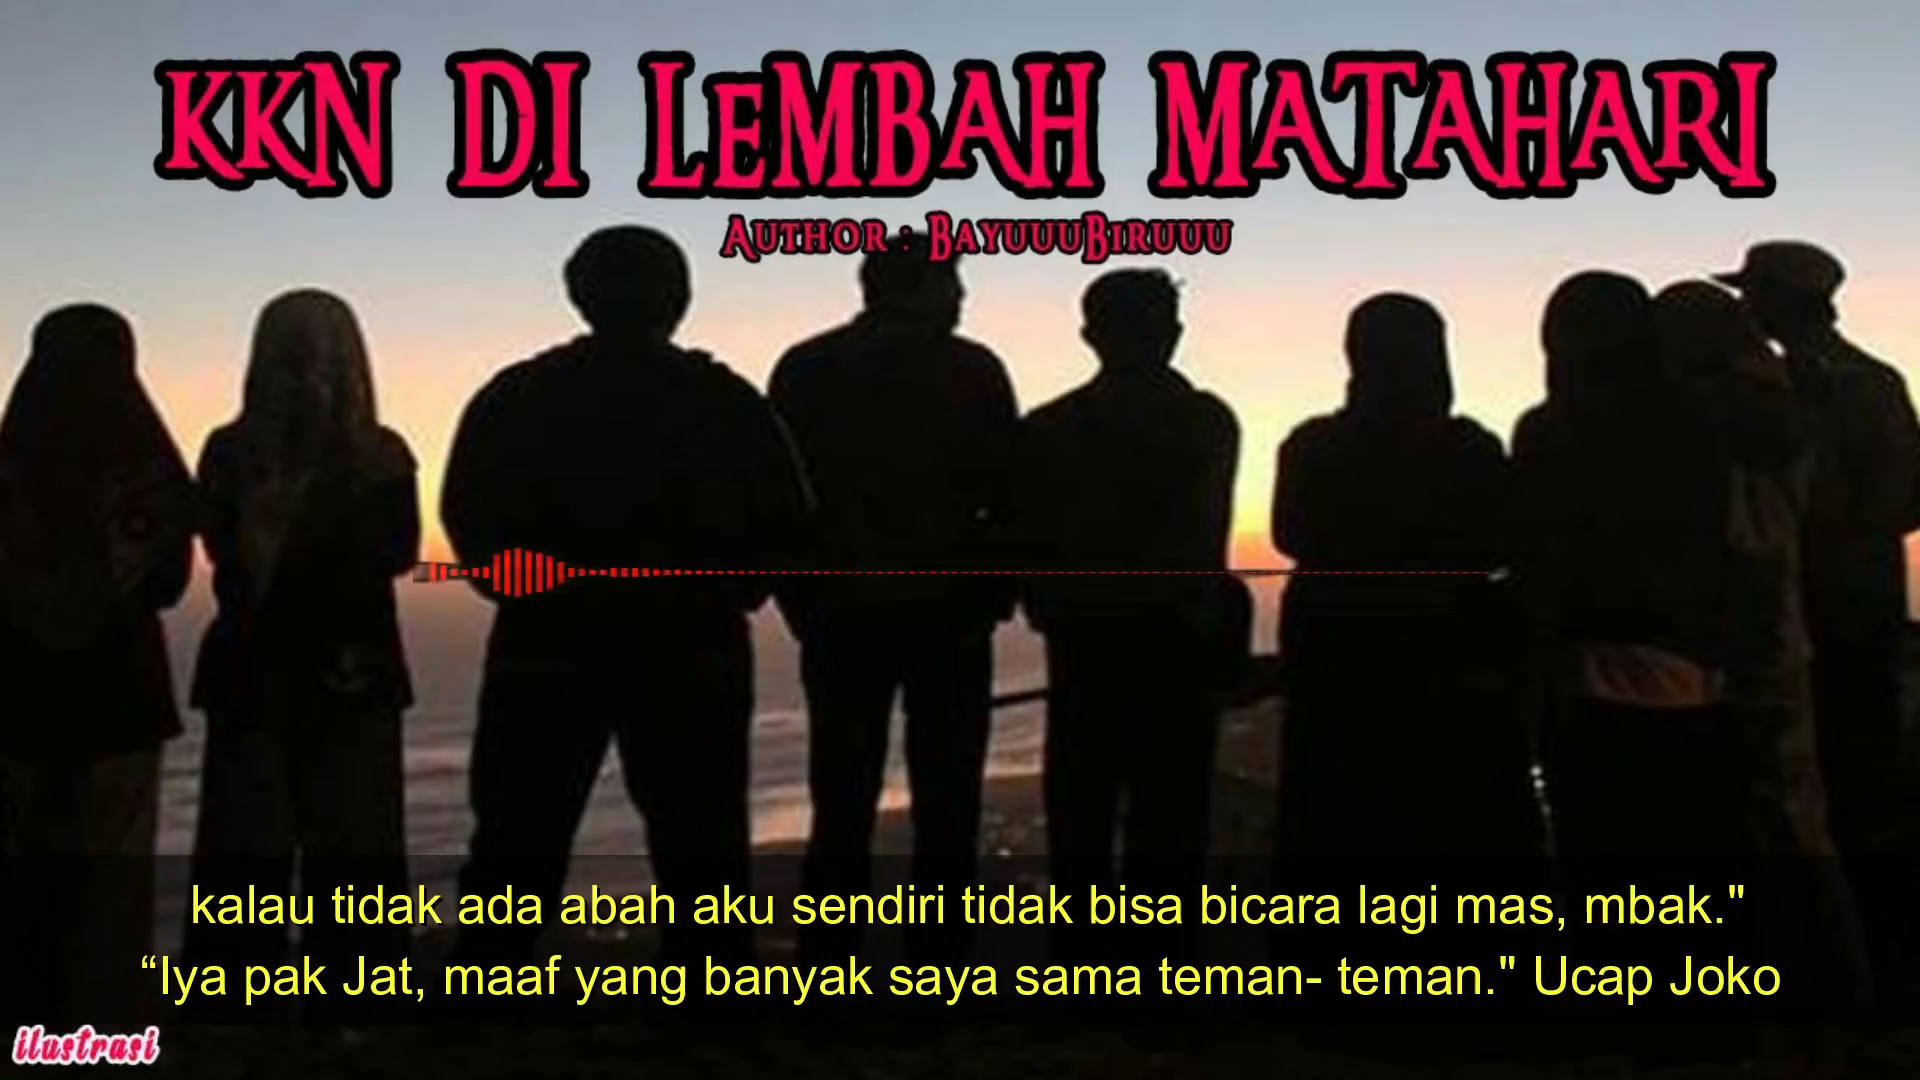 KKN DI LEMBAH MATAHARI
AUTHOR : BAYUUUBIRUUU
kalau tidak ada abah aku sendiri tidak bisa bicara lagi mas, mbak."
“Iya pak Jat, maaf yang banyak saya sama teman- teman." Ucap Joko
ilustrasi